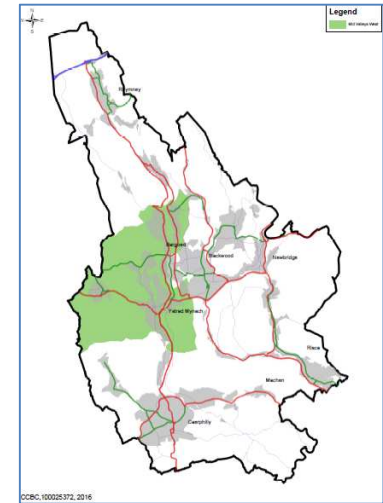 Legend
Mid Valleys West
Rhymney
Bargoed
Blackwood
Newbridge
Ystrad Mynach
Risca
Machen
Caerphilly
CCBC,100025372, 2016